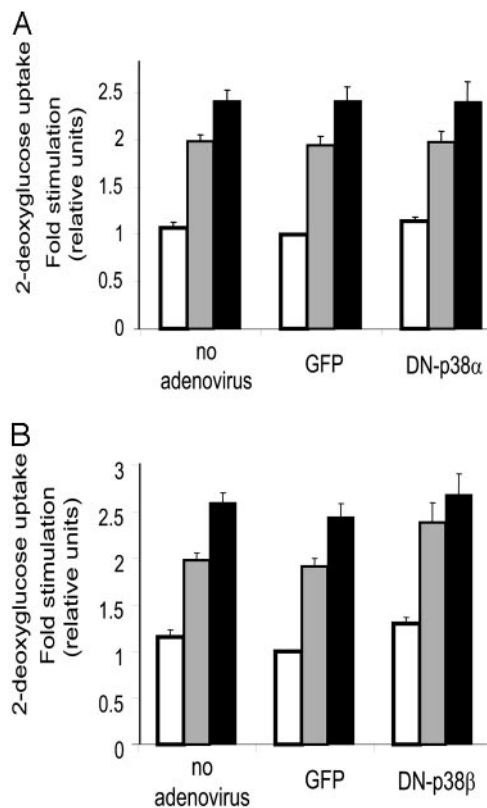 A
2-deoxyglucose uptake
Fold stimulation
(relative units)
2.5
2
1.5
1
0.5
0
no
adenovirus
GFP
DN-p38α
B
2-deoxyglucose uptake
Fold stimulation
(relative units)
3
2.5
2
1.5
1
0.5
0
no
adenovirus
GFP
DN-p38β